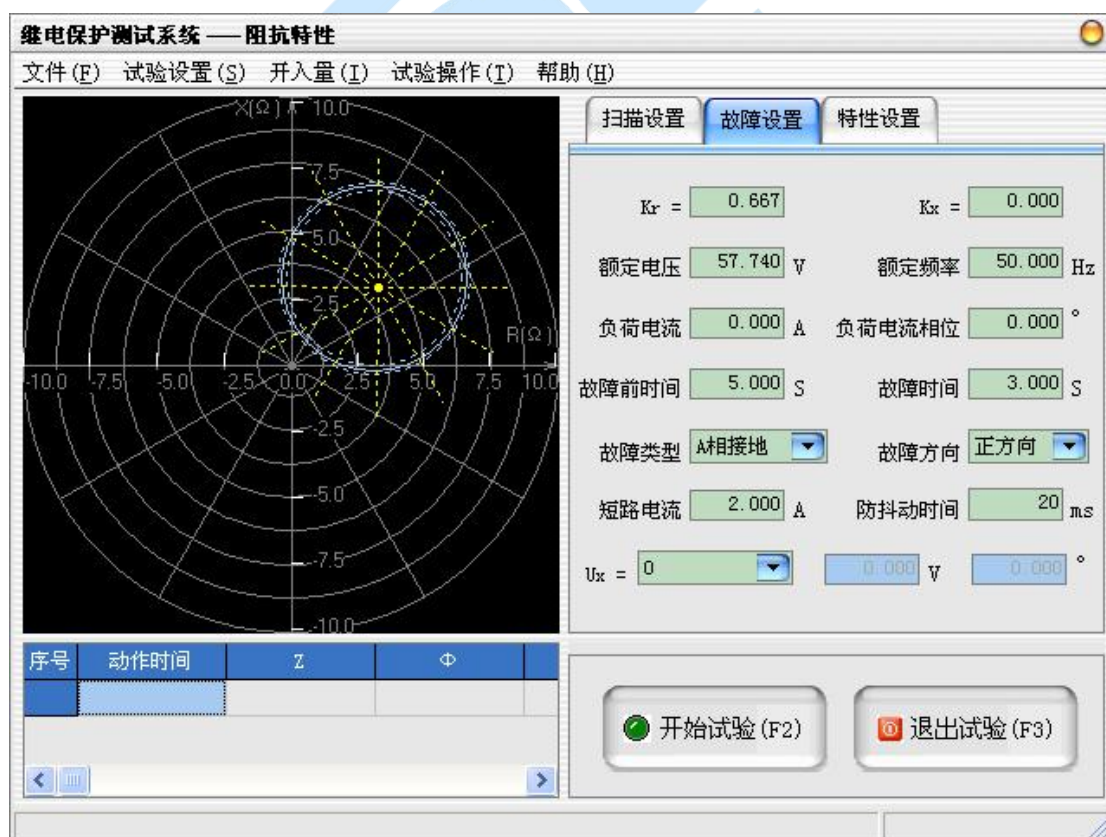 继电保护测试系统 —— 阻抗特性
文件(F) 试验设置(S) 开入量(I) 试验操作(T) 帮助(H)
扫描设置 故障设置 特性设置
X(Ω) 10.0
7.5
5.0
2.5
R(Ω)
-10.0 -7.5 -5.0 -2.5 0.0 2.5 5.0 7.5 10.0
-2.5
-5.0
-7.5
-10.0
Kr = 0.667 Kx = 0.000
额定电压 57.740 V 额定频率 50.000 Hz
负荷电流 0.000 A 负荷电流相位 0.000 °
故障前时间 5.000 S 故障时间 3.000 S
故障类型 A相接地 故障方向 正方向
短路电流 2.000 A 防抖动时间 20 ms
Ux = 0 0.000 V 0.000 °
序号 动作时间 Z Φ
开始试验(F2) 退出试验(F3)